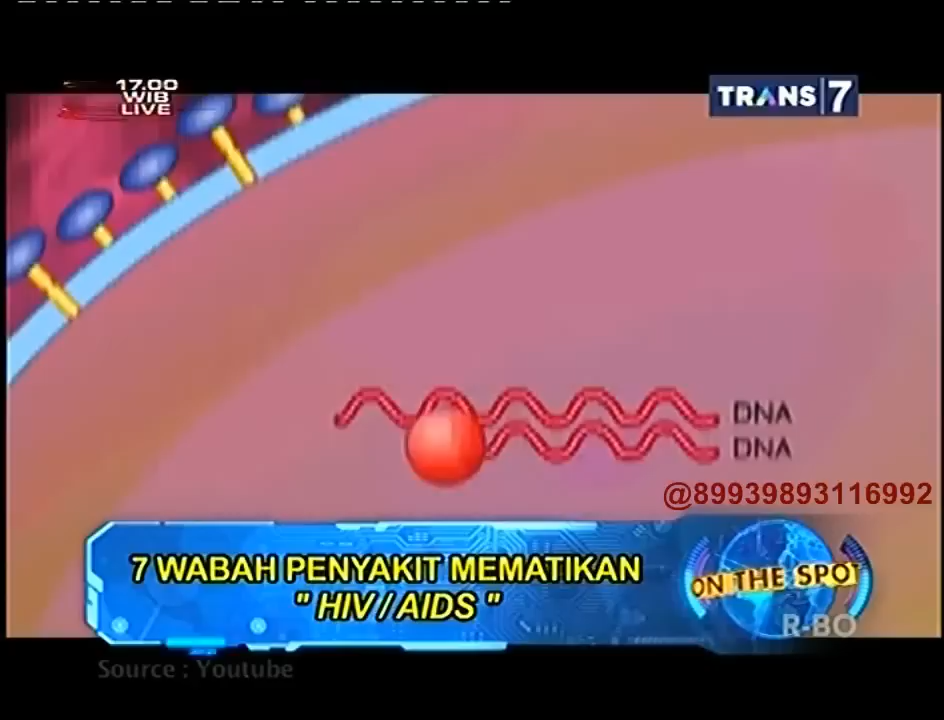 17.00
WIB
LIVE
TRANS|7
DNA
DNA
@89939893116992
7 WABAH PENYAKIT MEMATIKAN
" HIV / AIDS "
ON THE SPOT
R-BO
Source : Youtube